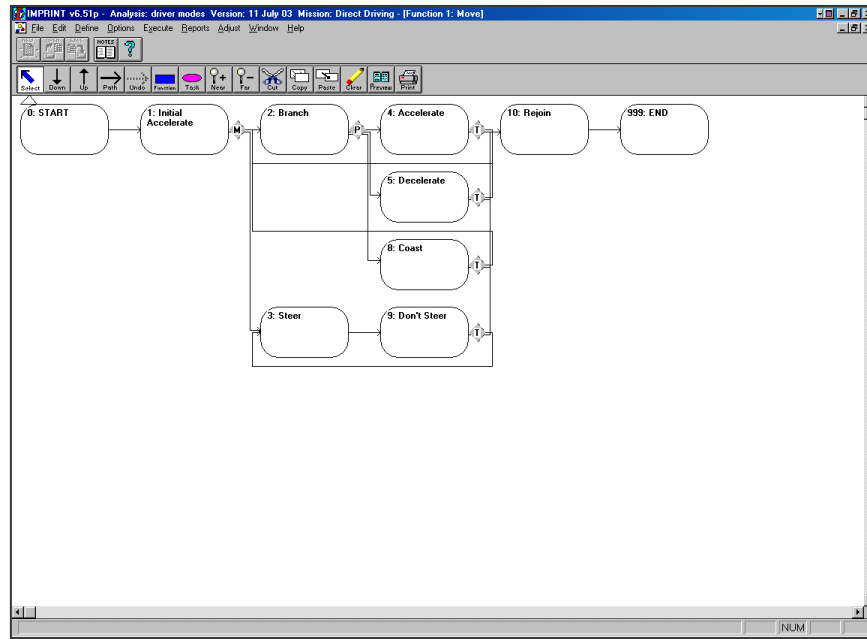 IMPRINT v6.51p - Analysis: driver modes Version: 11 July 03 Mission: Direct Driving - [Function 1: Move]
File Edit Define Options Execute Reports Adjust Window Help
NOTES
Select Down Up Path Undo Function Task Near Far Cut Copy Paste Clear Preview Print
0: START
1: Initial
Accelerate
M
2: Branch
P
4: Accelerate
T
10: Rejoin
999: END
5: Decelerate
T
8: Coast
T
3: Steer
9: Don't Steer
T
NUM